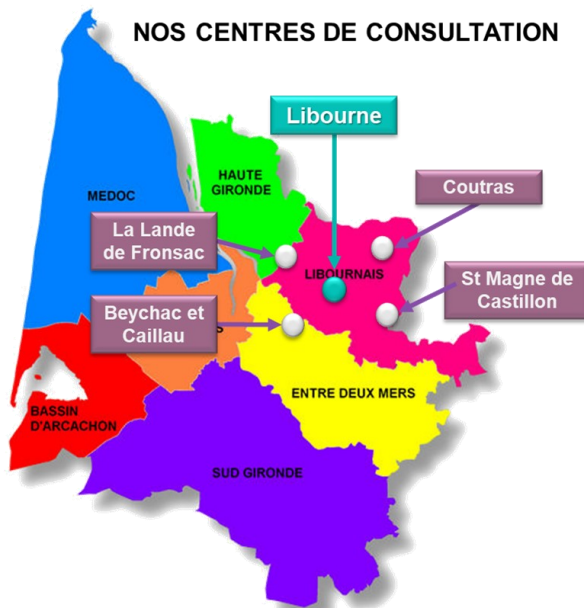 NOS CENTRES DE CONSULTATION
Libourne
HAUTE
GIRONDE
Coutras
MEDOC
La Lande
de Fronsac
LIBOURNAIS
St Magne de
Castillon
Beychac et
Caillau
ENTRE DEUX MERS
BASSIN
D'ARCACHON
SUD GIRONDE